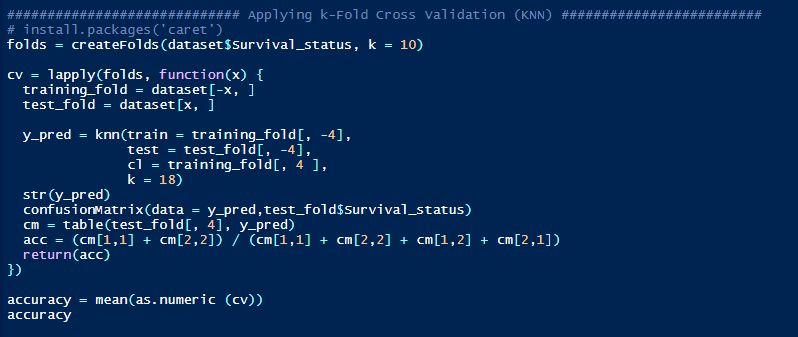 ############################# Applying k-Fold Cross Validation (KNN) #########################
# install.packages('caret')
folds = createFolds(dataset$Survival_status, k = 10)
cv = lapply(folds, function(x) {
training_fold = dataset[-x, ]
test_fold = dataset[x, ]
y_pred = knn(train = training_fold[, -4],
test = test_fold[, -4],
cl = training_fold[, 4 ],
k = 18)
str(y_pred)
confusionMatrix(data = y_pred,test_fold$Survival_status)
cm = table(test_fold[, 4], y_pred)
acc = (cm[1,1] + cm[2,2]) / (cm[1,1] + cm[2,2] + cm[1,2] + cm[2,1])
return(acc)
})
accuracy = mean(as.numeric (cv))
accuracy